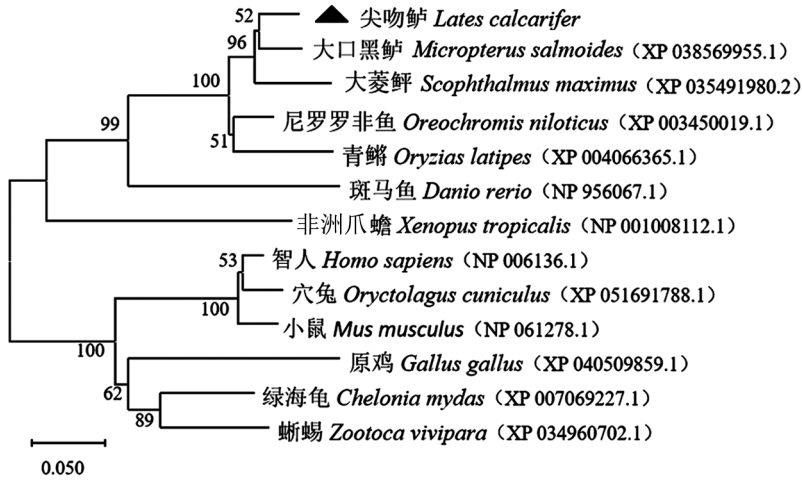 52
尖吻鲈 Lates calcarifer
96
大口黑鲈 Micropterus salmoides（XP 038569955.1）
100
大菱鲆 Scophthalmus maximus（XP 035491980.2）
99
尼罗罗非鱼 Oreochromis niloticus（XP 003450019.1）
51
青鳉 Oryzias latipes（XP 004066365.1）
斑马鱼 Danio rerio（NP 956067.1）
非洲爪蟾 Xenopus tropicalis（NP 001008112.1）
53
智人 Homo sapiens（NP 006136.1）
100
穴兔 Oryctolagus cuniculus（XP 051691788.1）
小鼠 Mus musculus（NP 061278.1）
100
原鸡 Gallus gallus（XP 040509859.1）
62
绿海龟 Chelonia mydas（XP 007069227.1）
89
蜥蜴 Zootoca vivipara（XP 034960702.1）
0.050